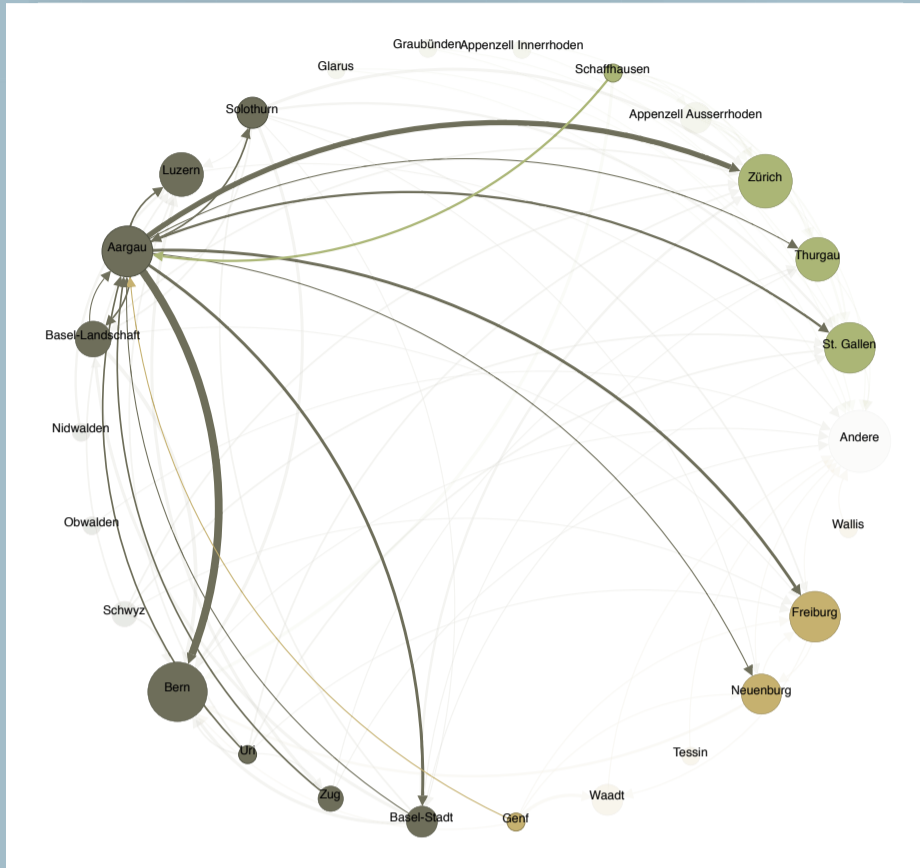 Graubünden
Appenzell Innerrhoden
Glarus
Schaffhausen
Solothurn
Appenzell Ausserrhoden
Luzern
Zürich
Aargau
Thurgau
Basel-Landschaft
St. Gallen
Nidwalden
Andere
Obwalden
Wallis
Schwyz
Freiburg
Bern
Neuenburg
Uri
Tessin
Zug
Waadt
Basel-Stadt
Genf